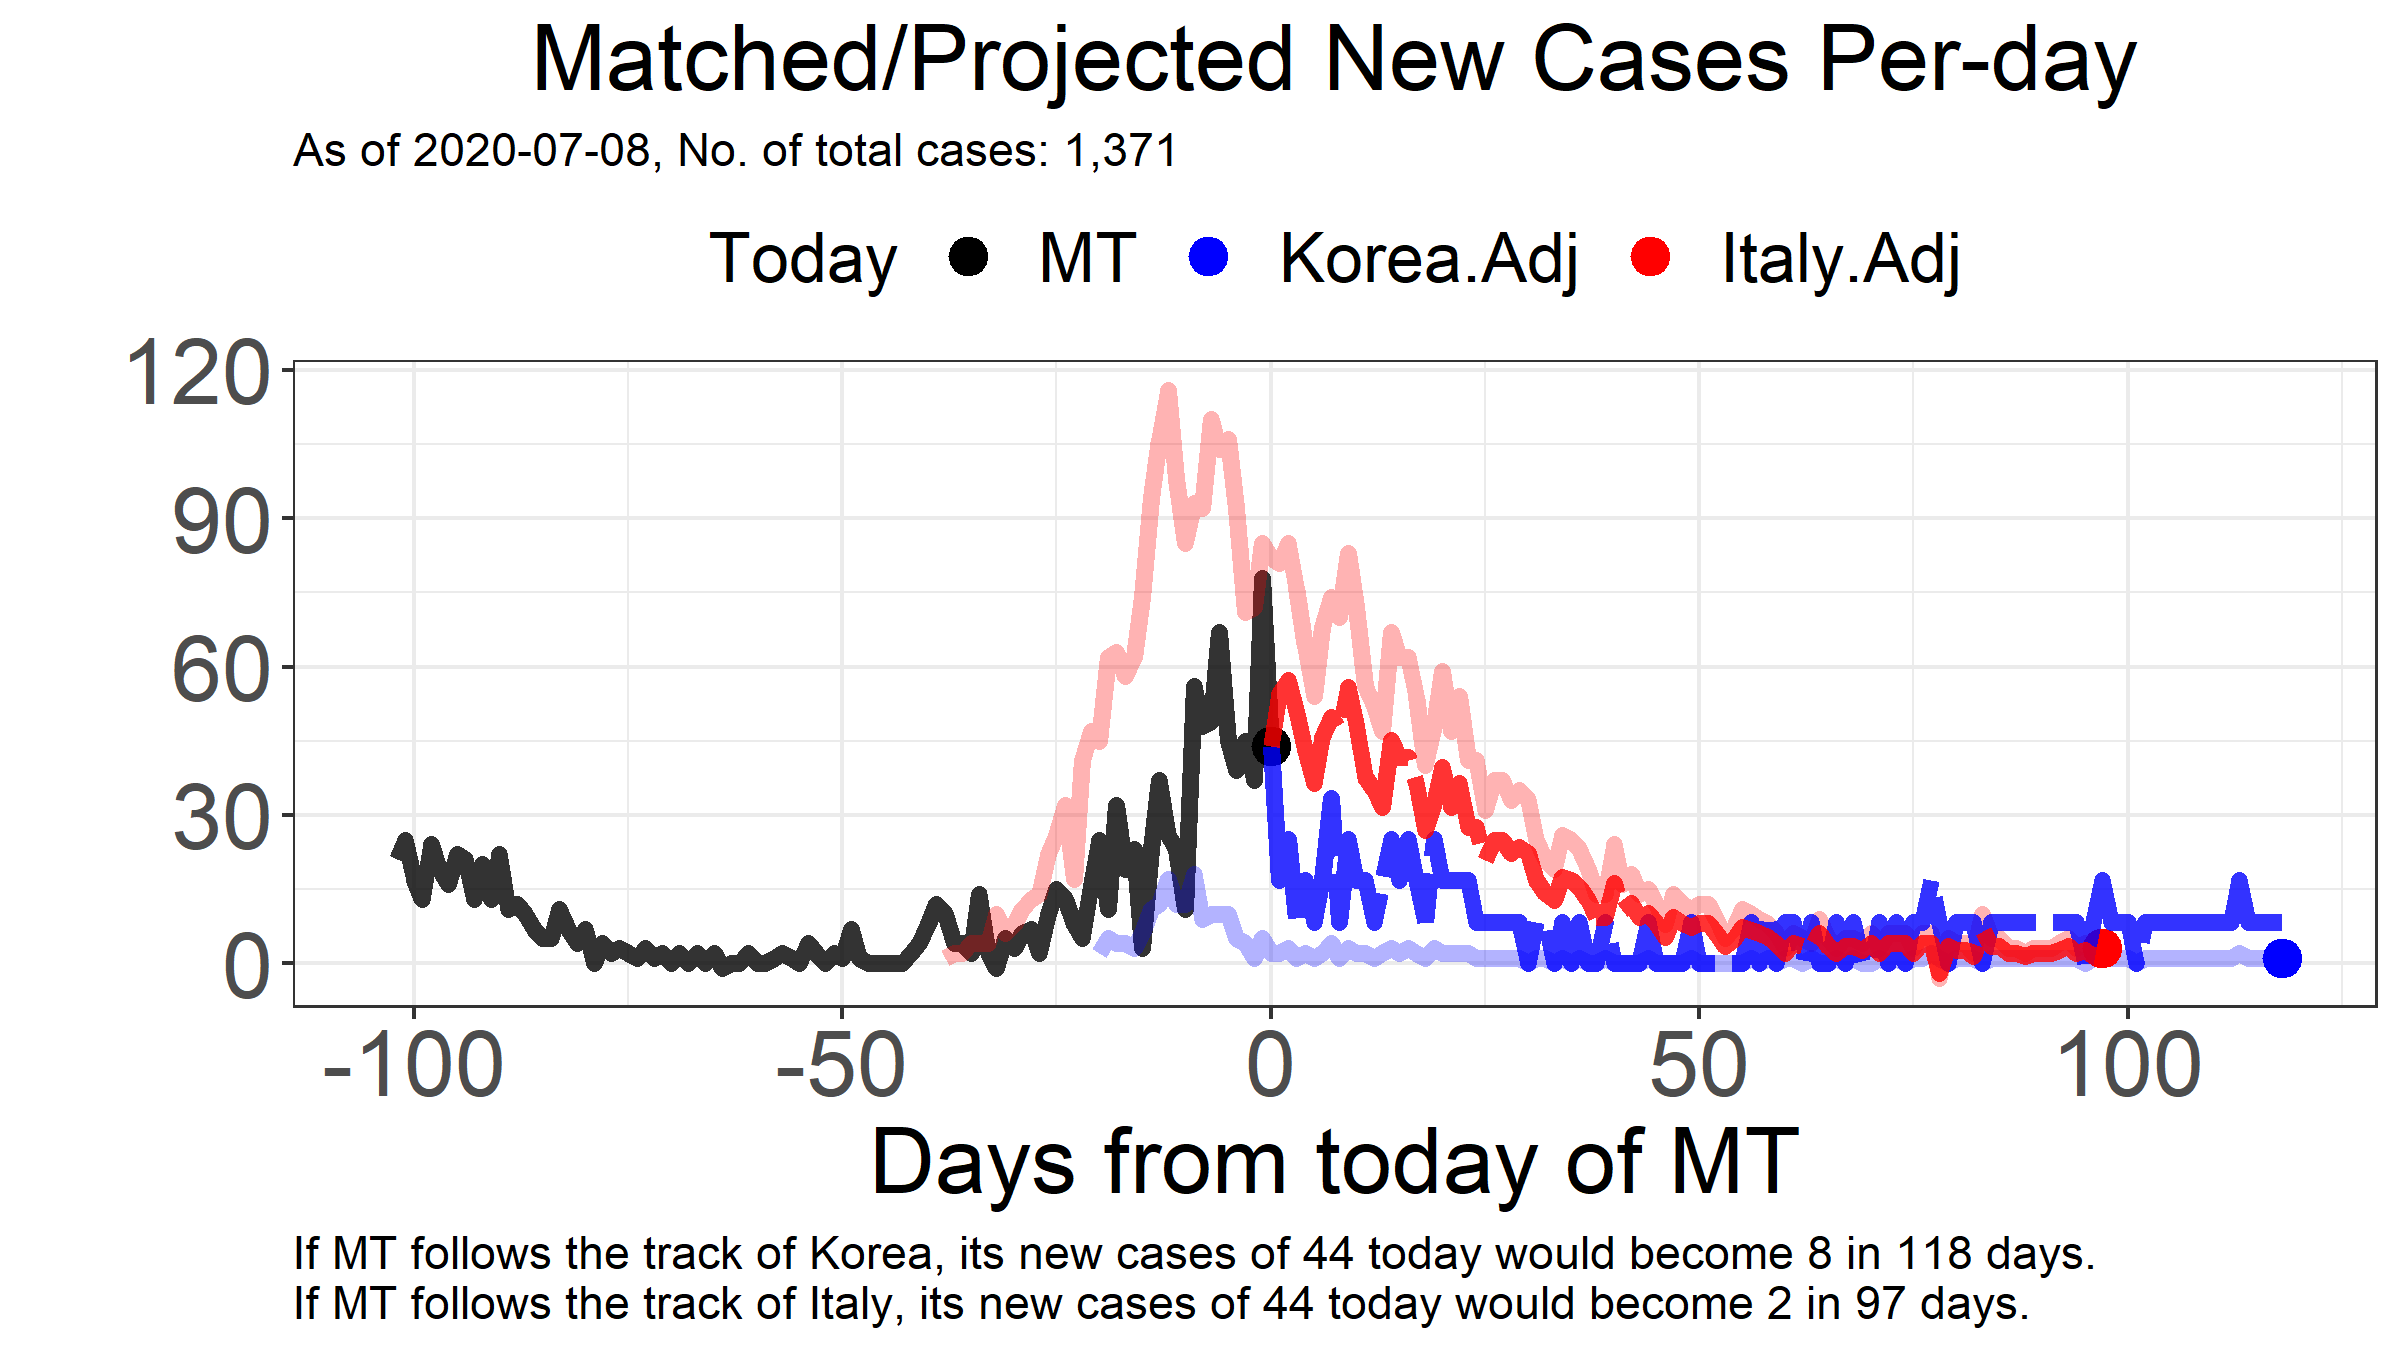 Matched/Projected New Cases Per-day
As of 2020-07-08, No. of total cases: 1,371
Today MT Korea.Adj Italy.Adj
120
90
60
30
0
-100 -50 0 50 100
Days from today of MT
If MT follows the track of Korea, its new cases of 44 today would become 8 in 118 days.
If MT follows the track of Italy, its new cases of 44 today would become 2 in 97 days.